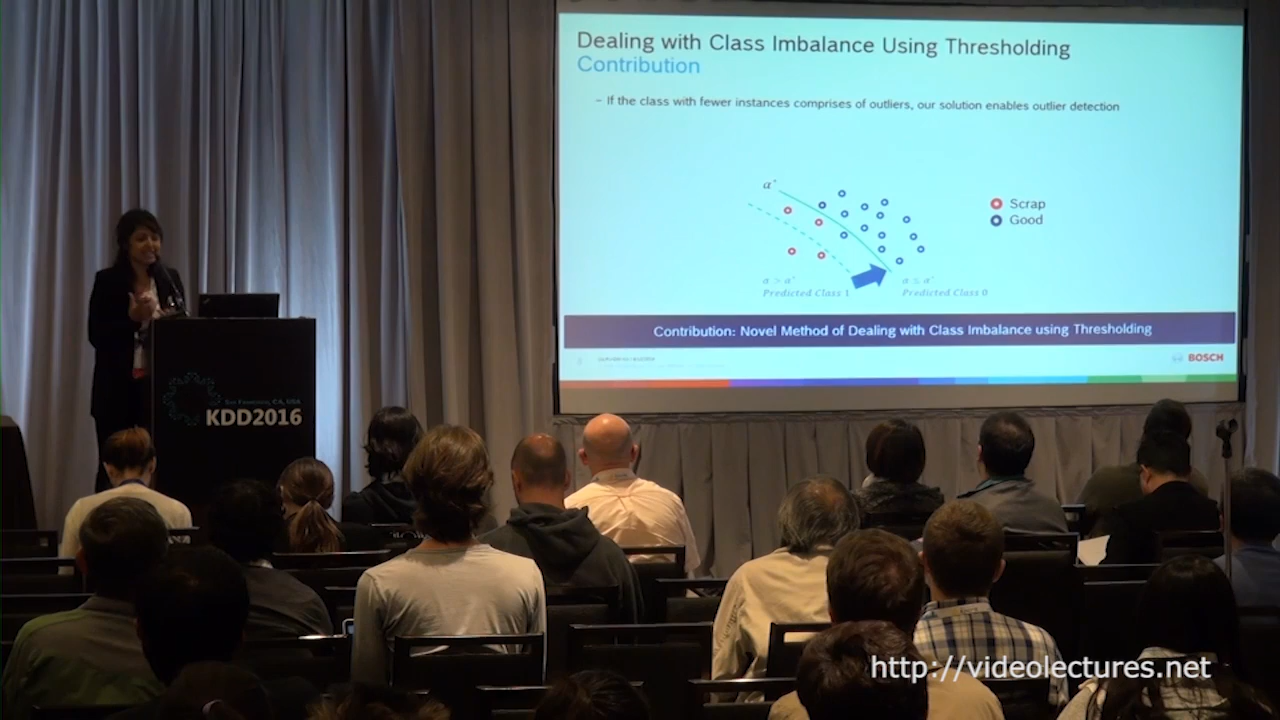 Dealing with Class Imbalance Using Thresholding
Contribution
– If the class with fewer instances comprises of outliers, our solution enables outlier detection
α*
Scrap
Good
α > α*
Predicted Class 1
α ≤ α*
Predicted Class 0
Contribution: Novel Method of Dealing with Class Imbalance using Thresholding
BOSCH
San Francisco, CA, USA
KDD2016
http://videolectures.net